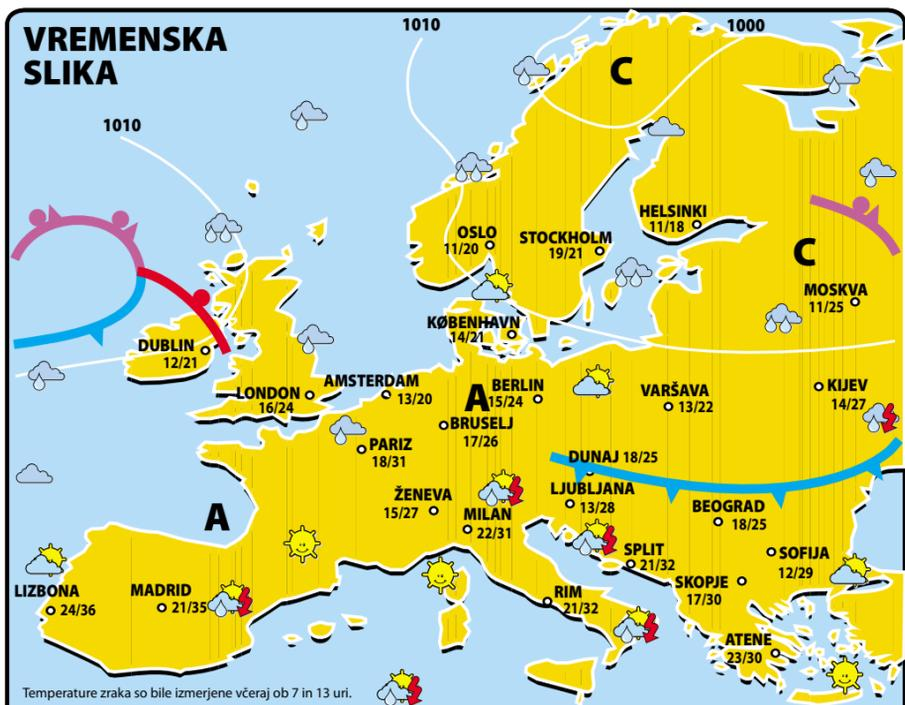 VREMENSKA
SLIKA
1010
1000
1010
C
HELSINKI
11/18
OSLO
11/20
STOCKHOLM
19/21
C
MOSKVA
11/25
KØBENHAVN
14/21
DUBLIN
12/21
LONDON
16/24
AMSTERDAM
13/20
A
BERLIN
15/24
VARŠAVA
13/22
KIJEV
14/27
BRUSELJ
17/26
PARIZ
18/31
DUNAJ 18/25
LJUBLJANA
13/28
ŽENEVA
15/27
MILAN
22/31
A
BEOGRAD
18/25
SPLIT
21/32
SOFIJA
12/29
SKOPJE
17/30
LIZBONA
24/36
MADRID
21/35
RIM
21/32
ATENE
23/30
Temperature zraka so bile izmerjene včeraj ob 7 in 13 uri.